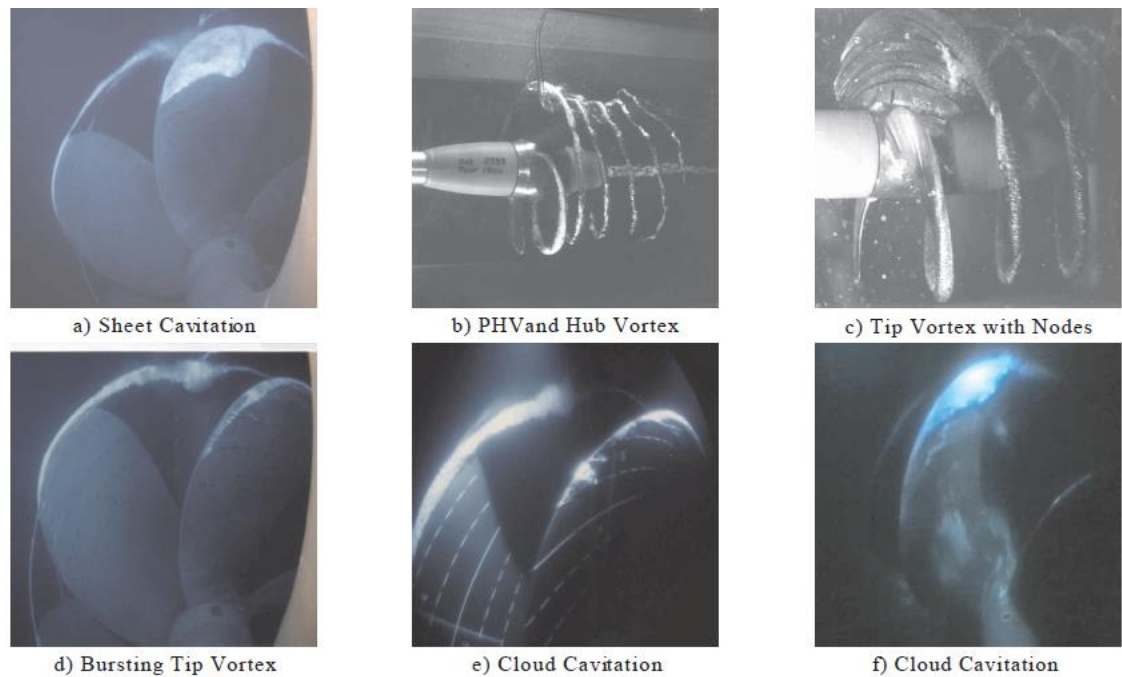 a) Sheet Cavitation
b) PHVand Hub Vortex
c) Tip Vortex with Nodes
d) Bursting Tip Vortex
e) Cloud Cavitation
f) Cloud Cavitation